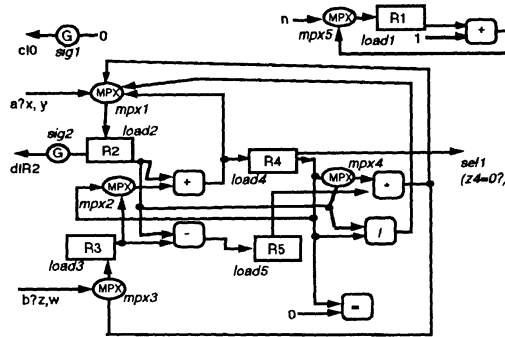 n MPX R1 +
mpx5 load1 1
G 0
c!0 sig1
a?x, y MPX mpx1
sig2 load2
G R2
d!R2
MPX + R4 MPX * sel1
mpx2 load4 mpx4 (z4=0?)
R3 - R5 /
load3 load5
b?z,w MPX mpx3
0 =